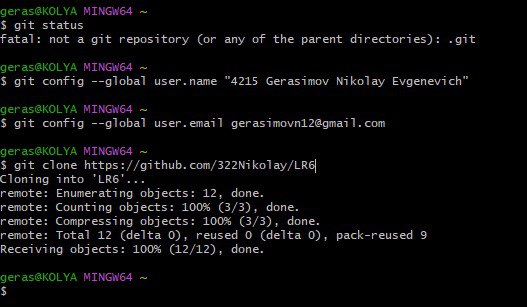 geras@KOLYA MINGW64 ~
$ git status
fatal: not a git repository (or any of the parent directories): .git
geras@KOLYA MINGW64 ~
$ git config --global user.name "4215 Gerasimov Nikolay Evgenevich"
geras@KOLYA MINGW64 ~
$ git config --global user.email gerasimovn12@gmail.com
geras@KOLYA MINGW64 ~
$ git clone https://github.com/322Nikolay/LR6
Cloning into 'LR6'...
remote: Enumerating objects: 12, done.
remote: Counting objects: 100% (3/3), done.
remote: Compressing objects: 100% (3/3), done.
remote: Total 12 (delta 0), reused 0 (delta 0), pack-reused 9
Receiving objects: 100% (12/12), done.
geras@KOLYA MINGW64 ~
$